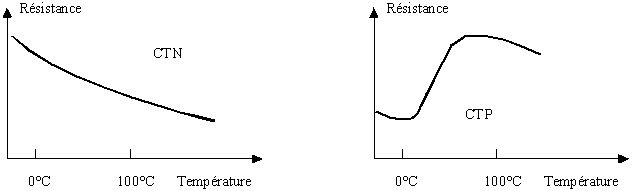 Résistance
CTN
0°C 100°C Température
Résistance
CTP
0°C 100°C Température